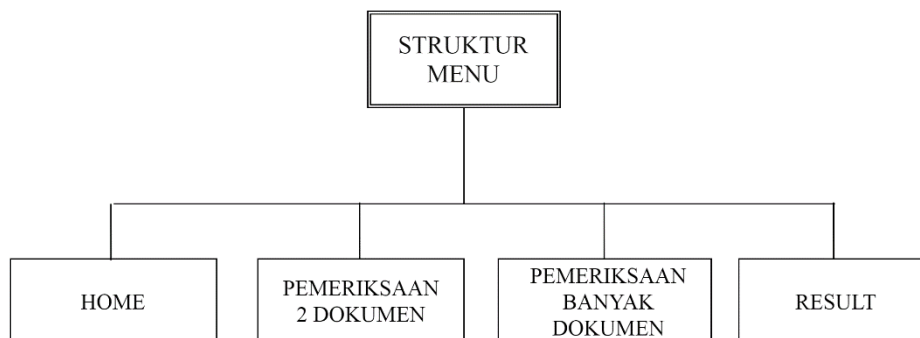 STRUKTUR
MENU
HOME
PEMERIKSAAN
2 DOKUMEN
PEMERIKSAAN
BANYAK
DOKUMEN
RESULT